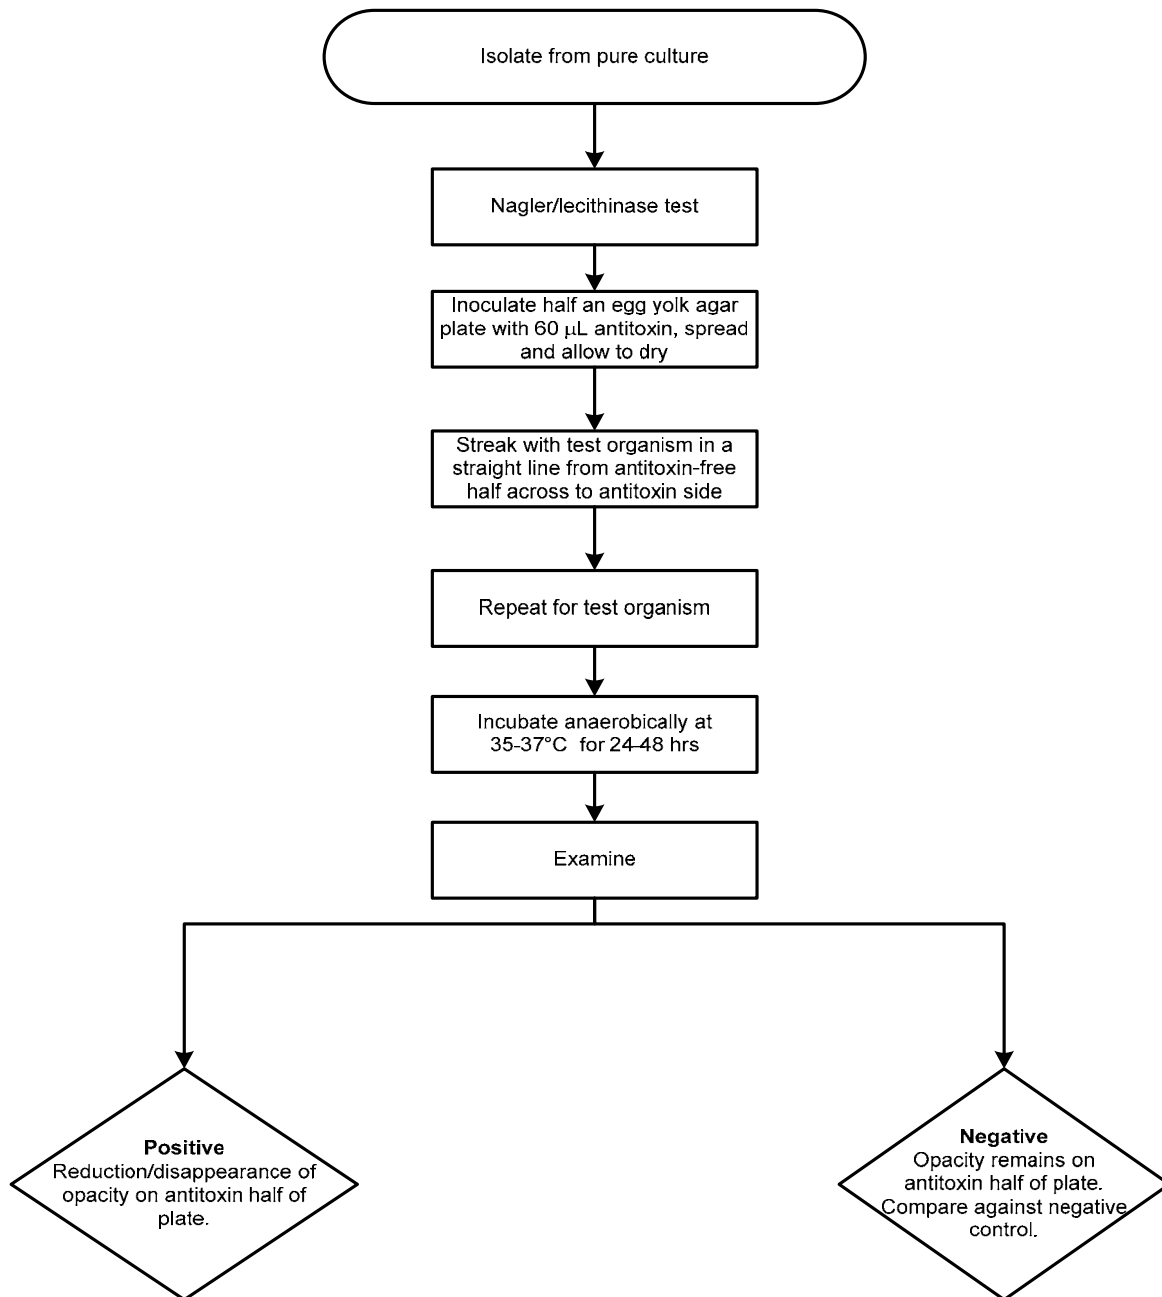 Isolate from pure culture
Nagler/lecithinase test
Inoculate half an egg yolk agar
plate with 60 μL antitoxin, spread
and allow to dry
Streak with test organism in a
straight line from antitoxin-free
half across to antitoxin side
Repeat for test organism
Incubate anaerobically at
35-37°C for 24-48 hrs
Examine
Positive
Reduction/disappearance of
opacity on antitoxin half of
plate.
Negative
Opacity remains on
antitoxin half of plate.
Compare against negative
control.